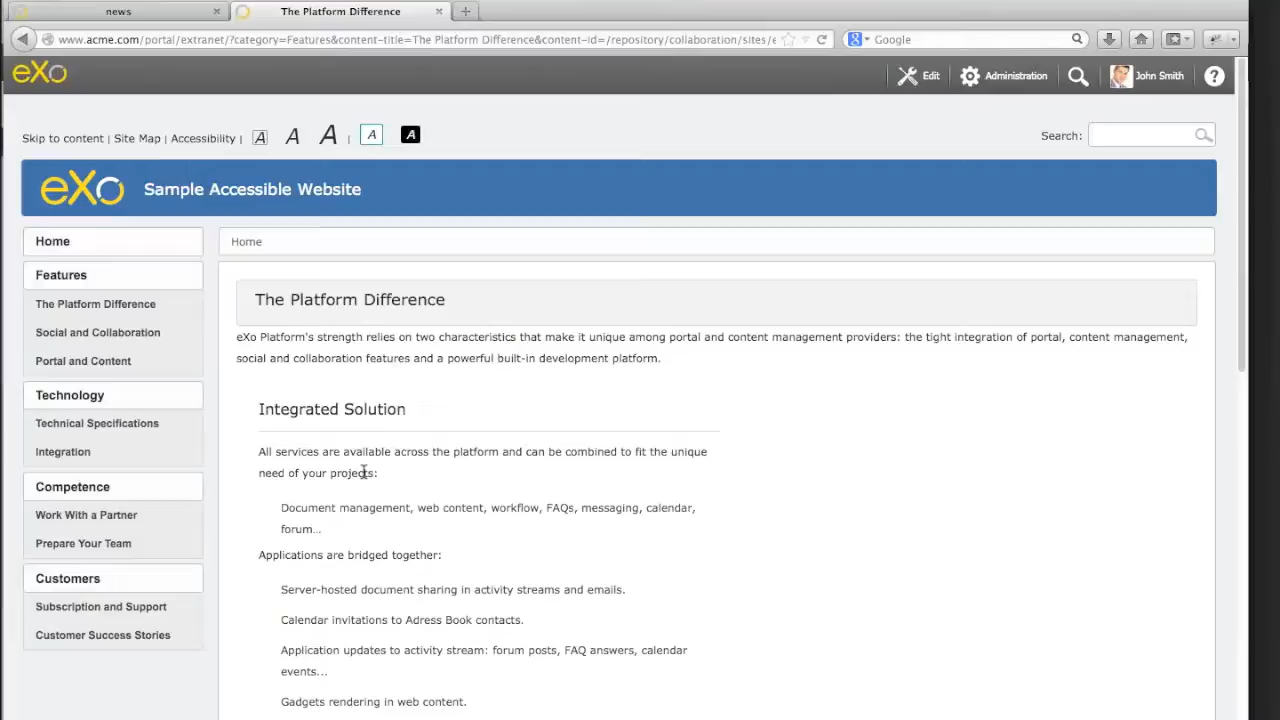 news
The Platform Difference
www.acme.com/portal/extranet/?category=Features&content-title=The Platform Difference&content-id=/repository/collaboration/sites/e
Google
eXo
Edit
Administration
John Smith
?
Skip to content | Site Map | Accessibility | A A A | A A
Search:
eXo Sample Accessible Website
Home
Features
The Platform Difference
Social and Collaboration
Portal and Content
Technology
Technical Specifications
Integration
Competence
Work With a Partner
Prepare Your Team
Customers
Subscription and Support
Customer Success Stories
Home
The Platform Difference
eXo Platform's strength relies on two characteristics that make it unique among portal and content management providers: the tight integration of portal, content management,
social and collaboration features and a powerful built-in development platform.
Integrated Solution
All services are available across the platform and can be combined to fit the unique
need of your projects:
Document management, web content, workflow, FAQs, messaging, calendar,
forum...
Applications are bridged together:
Server-hosted document sharing in activity streams and emails.
Calendar invitations to Adress Book contacts.
Application updates to activity stream: forum posts, FAQ answers, calendar
events...
Gadgets rendering in web content.